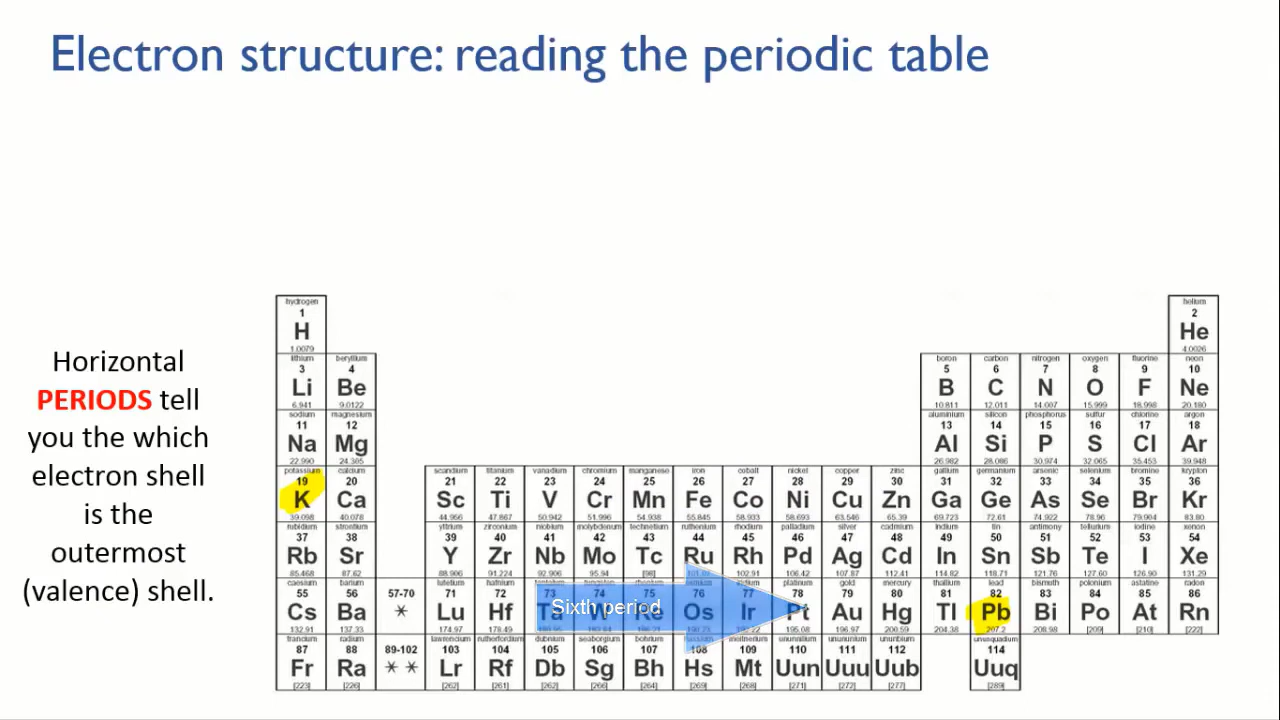 Electron structure: reading the periodic table
Horizontal
PERIODS tell
you the which
electron shell
is the
outermost
(valence) shell.
hydrogen helium
1 2
H He
1.0079 4.0026
lithium beryllium boron carbon nitrogen oxygen fluorine neon
3 4 5 6 7 8 9 10
Li Be B C N O F Ne
6.941 9.0122 10.811 12.011 14.007 15.999 18.998 20.180
sodium magnesium aluminium silicon phosphorus sulfur chlorine argon
11 12 13 14 15 16 17 18
Na Mg Al Si P S Cl Ar
22.990 24.305 26.982 28.086 30.974 32.065 35.453 39.948
potassium calcium scandium titanium vanadium chromium manganese iron cobalt nickel copper zinc gallium germanium arsenic selenium bromine krypton
19 20 21 22 23 24 25 26 27 28 29 30 31 32 33 34 35 36
K Ca Sc Ti V Cr Mn Fe Co Ni Cu Zn Ga Ge As Se Br Kr
39.098 40.078 44.956 47.867 50.942 51.996 54.938 55.845 58.933 58.693 63.546 65.39 69.723 72.61 74.922 78.96 79.904 83.80
rubidium strontium yttrium zirconium niobium molybdenum technetium ruthenium rhodium palladium silver cadmium indium tin antimony tellurium iodine xenon
37 38 39 40 41 42 43 44 45 46 47 48 49 50 51 52 53 54
Rb Sr Y Zr Nb Mo Tc Ru Rh Pd Ag Cd In Sn Sb Te I Xe
85.468 87.62 88.906 91.224 92.906 95.94 [98] 102.91 106.42 107.87 112.41 114.82 118.71 121.76 127.60 126.90 131.29
caesium barium lutetium hafnium platinum gold mercury thallium lead bismuth polonium astatine radon
55 56 57-70 71 72 73 74 75 76 77 78 79 80 81 82 83 84 85 86
Cs Ba * Lu Hf Ta W Re Os Ir Pt Au Hg Tl Pb Bi Po At Rn
Sixth period
132.91 137.33 174.97 178.49 195.08 196.97 200.59 204.38 207.2 208.98 [209] [210] [222]
francium radium lawrencium rutherfordium dubnium seaborgium bohrium meitnerium ununnilium unununium ununbium ununquadium
87 88 89-102 103 104 105 106 107 108 109 110 111 112 114
Fr Ra * * Lr Rf Db Sg Bh Hs Mt Uun Uuu Uub Uuq
[223] [226] [262] [261] [262] [266] [264] [269] [268] [271] [272] [277] [289]